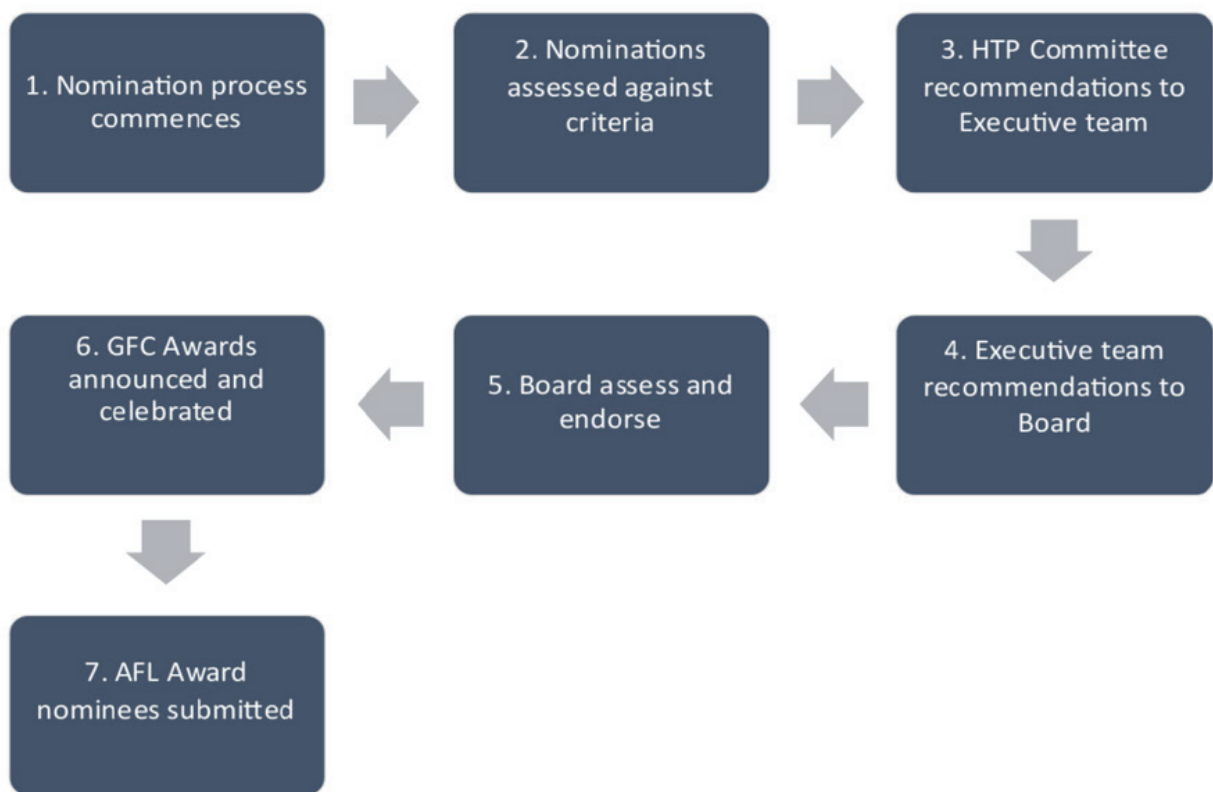 1. Nomination process
commences
2. Nominations
assessed against
criteria
3. HTP Committee
recommendations to
Executive team
4. Executive team
recommendations to
Board
5. Board assess and
endorse
6. GFC Awards
announced and
celebrated
7. AFL Award
nominees submitted